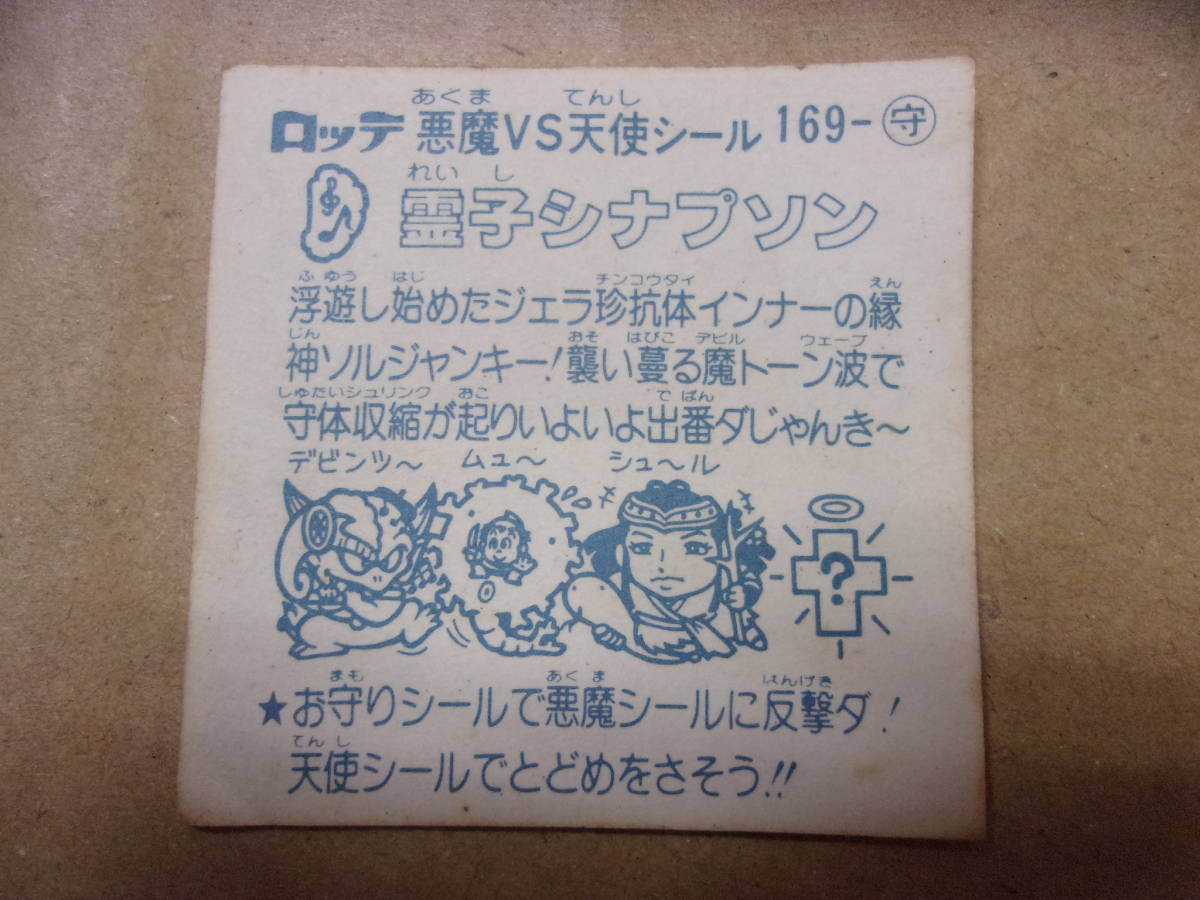 あくま てんし
ロッテ 悪魔VS天使シール 169-守
れい し
霊子シナプソン
ふ ゆう はじ チンコウタイ えん
浮遊し始めたジェラ珍抗体インナーの縁
じん おそ はびこ デビル ウェーブ
神ソルジャンキー!襲い蔓る魔トーン波で
しゅだいシュリンク おこ で ばん
守体収縮が起りいよいよ出番ダじゃんき〜
デビンツ〜 ムュ〜 シュ〜ル
?
まも あく ま はんげき
★お守りシールで悪魔シールに反撃ダ!
てん し
天使シールでとどめをさそう!!